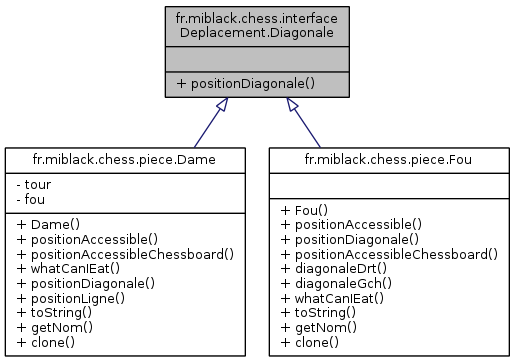 fr.miblack.chess.interface
Deplacement.Diagonale
+ positionDiagonale()
fr.miblack.chess.piece.Dame
- tour
- fou
+ Dame()
+ positionAccessible()
+ positionAccessibleChessboard()
+ whatCanIEat()
+ positionDiagonale()
+ positionLigne()
+ toString()
+ getNom()
+ clone()
fr.miblack.chess.piece.Fou
+ Fou()
+ positionAccessible()
+ positionDiagonale()
+ positionAccessibleChessboard()
+ diagonaleDrt()
+ diagonaleGch()
+ whatCanIEat()
+ toString()
+ getNom()
+ clone()